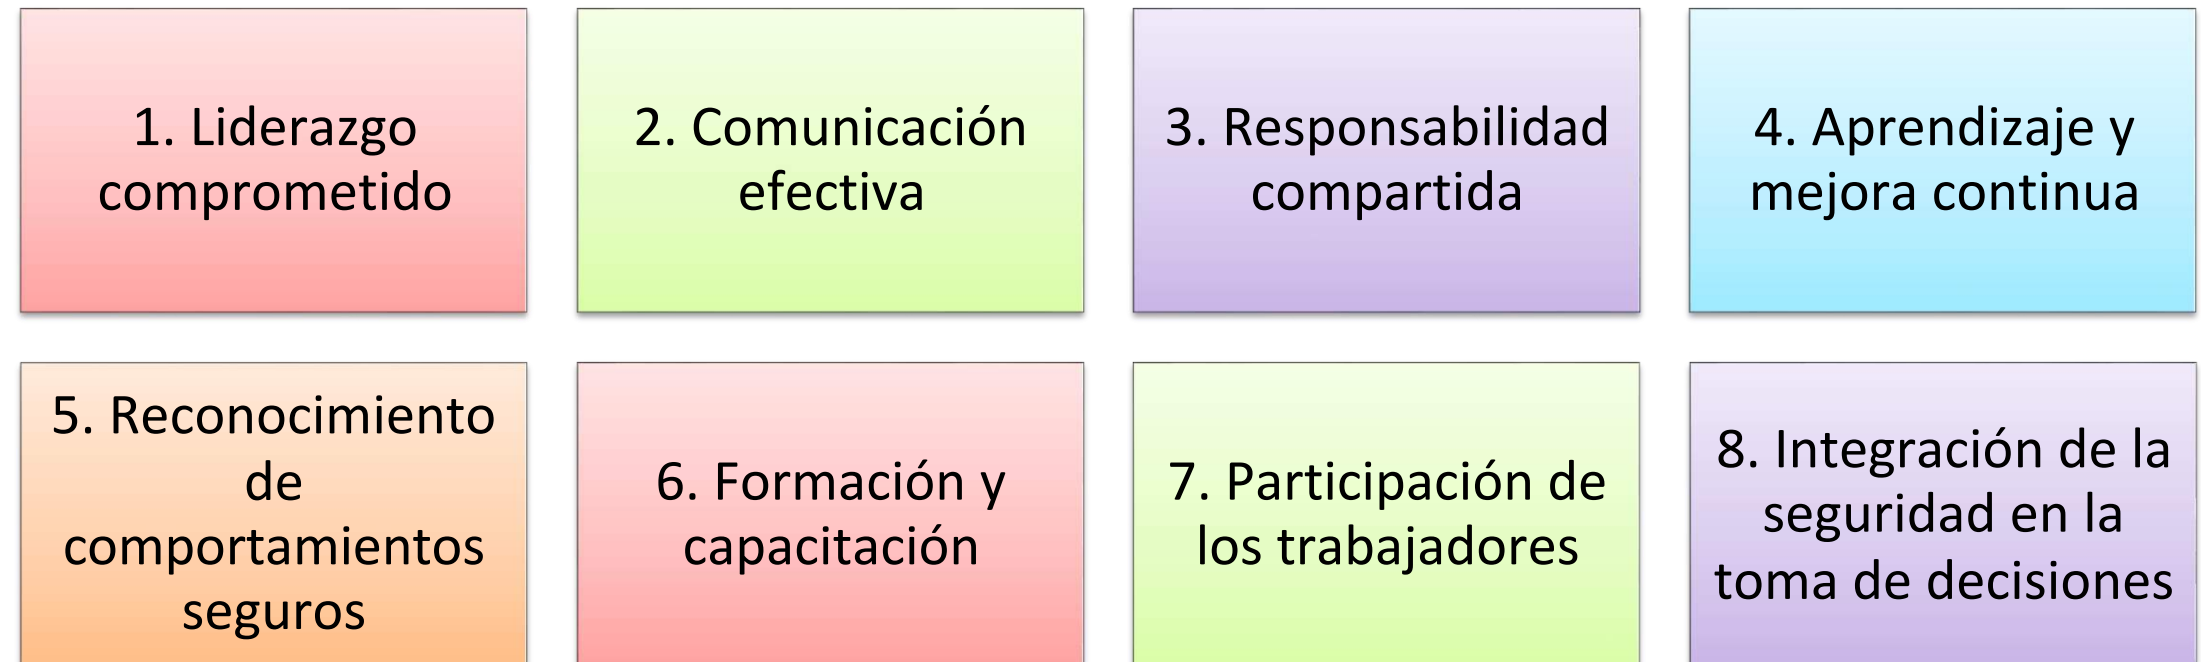 1. Liderazgo
comprometido
2. Comunicación
efectiva
3. Responsabilidad
compartida
4. Aprendizaje y
mejora continua
5. Reconocimiento
de
comportamientos
seguros
6. Formación y
capacitación
7. Participación de
los trabajadores
8. Integración de la
seguridad en la
toma de decisiones